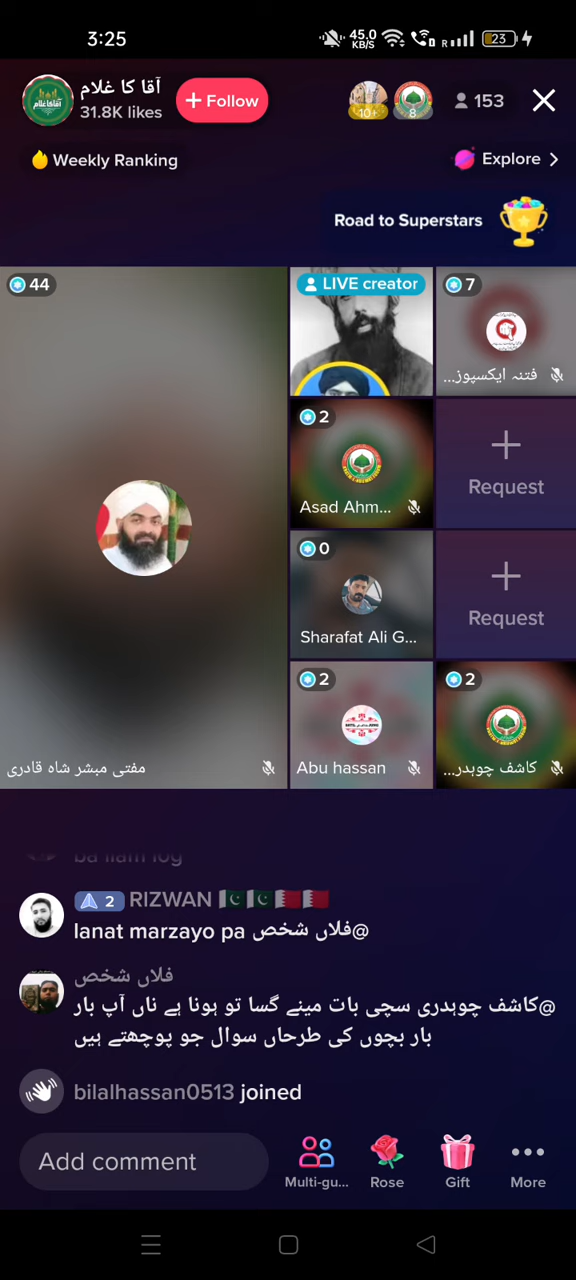 3:25
45.0
KB/S
R
23
آقا کا غلام
31.8K likes
+ Follow
10+
8
153
Weekly Ranking
Explore
Road to Superstars
44
LIVE creator
7
فتنہ ایکسپوز...
2
Asad Ahm...
+
Request
0
Sharafat Ali G...
+
Request
مفتی مبشر شاہ قادری
2
Abu hassan
2
کاشف چوہدر...
2 RIZWAN
lanat marzayo pa @فلاں شخص
فلاں شخص
@کاشف چوہدری سچی بات مینے گسا تو ہونا ہے ناں آپ بار
بار بچوں کی طرحاں سوال جو پوچھتے ہیں
bilalhassan0513 joined
Add comment
Multi-gu...
Rose
Gift
More